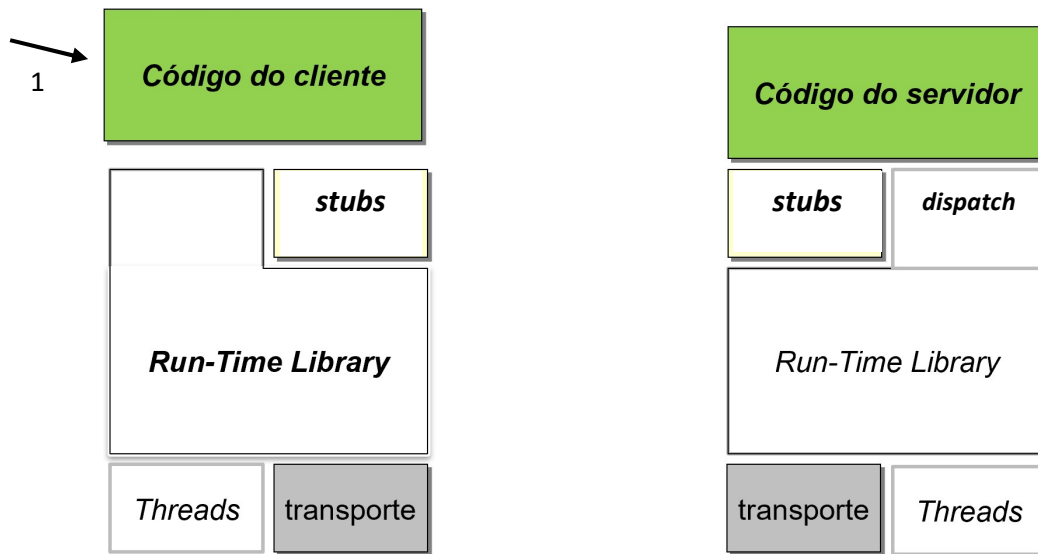 1
Código do cliente
stubs
Run-Time Library
Threads
transporte
Código do servidor
stubs
dispatch
Run-Time Library
transporte
Threads